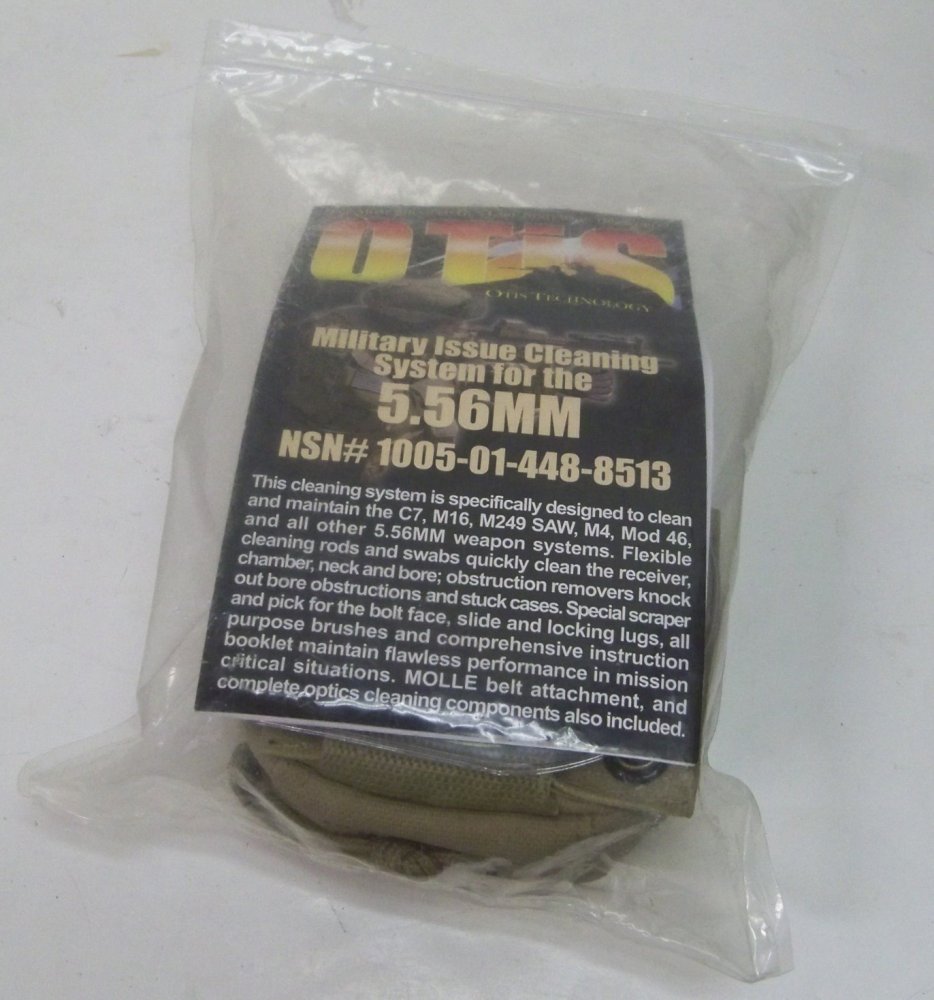 OTIS
OTIS TECHNOLOGY
Military Issue Cleaning
System for the
5.56MM
NSN# 1005-01-448-8513
This cleaning system is specifically designed to clean
and maintain the C7, M16, M249 SAW, M4, Mod 46,
and all other 5.56MM weapon systems. Flexible
cleaning rods and swabs quickly clean the receiver,
chamber, neck and bore; obstruction removers knock
out bore obstructions and stuck cases. Special scraper
and pick for the bolt face, slide and locking lugs, all
purpose brushes and comprehensive instruction
booklet maintain flawless performance in mission
critical situations. MOLLE belt attachment, and
complete optics cleaning components also included.